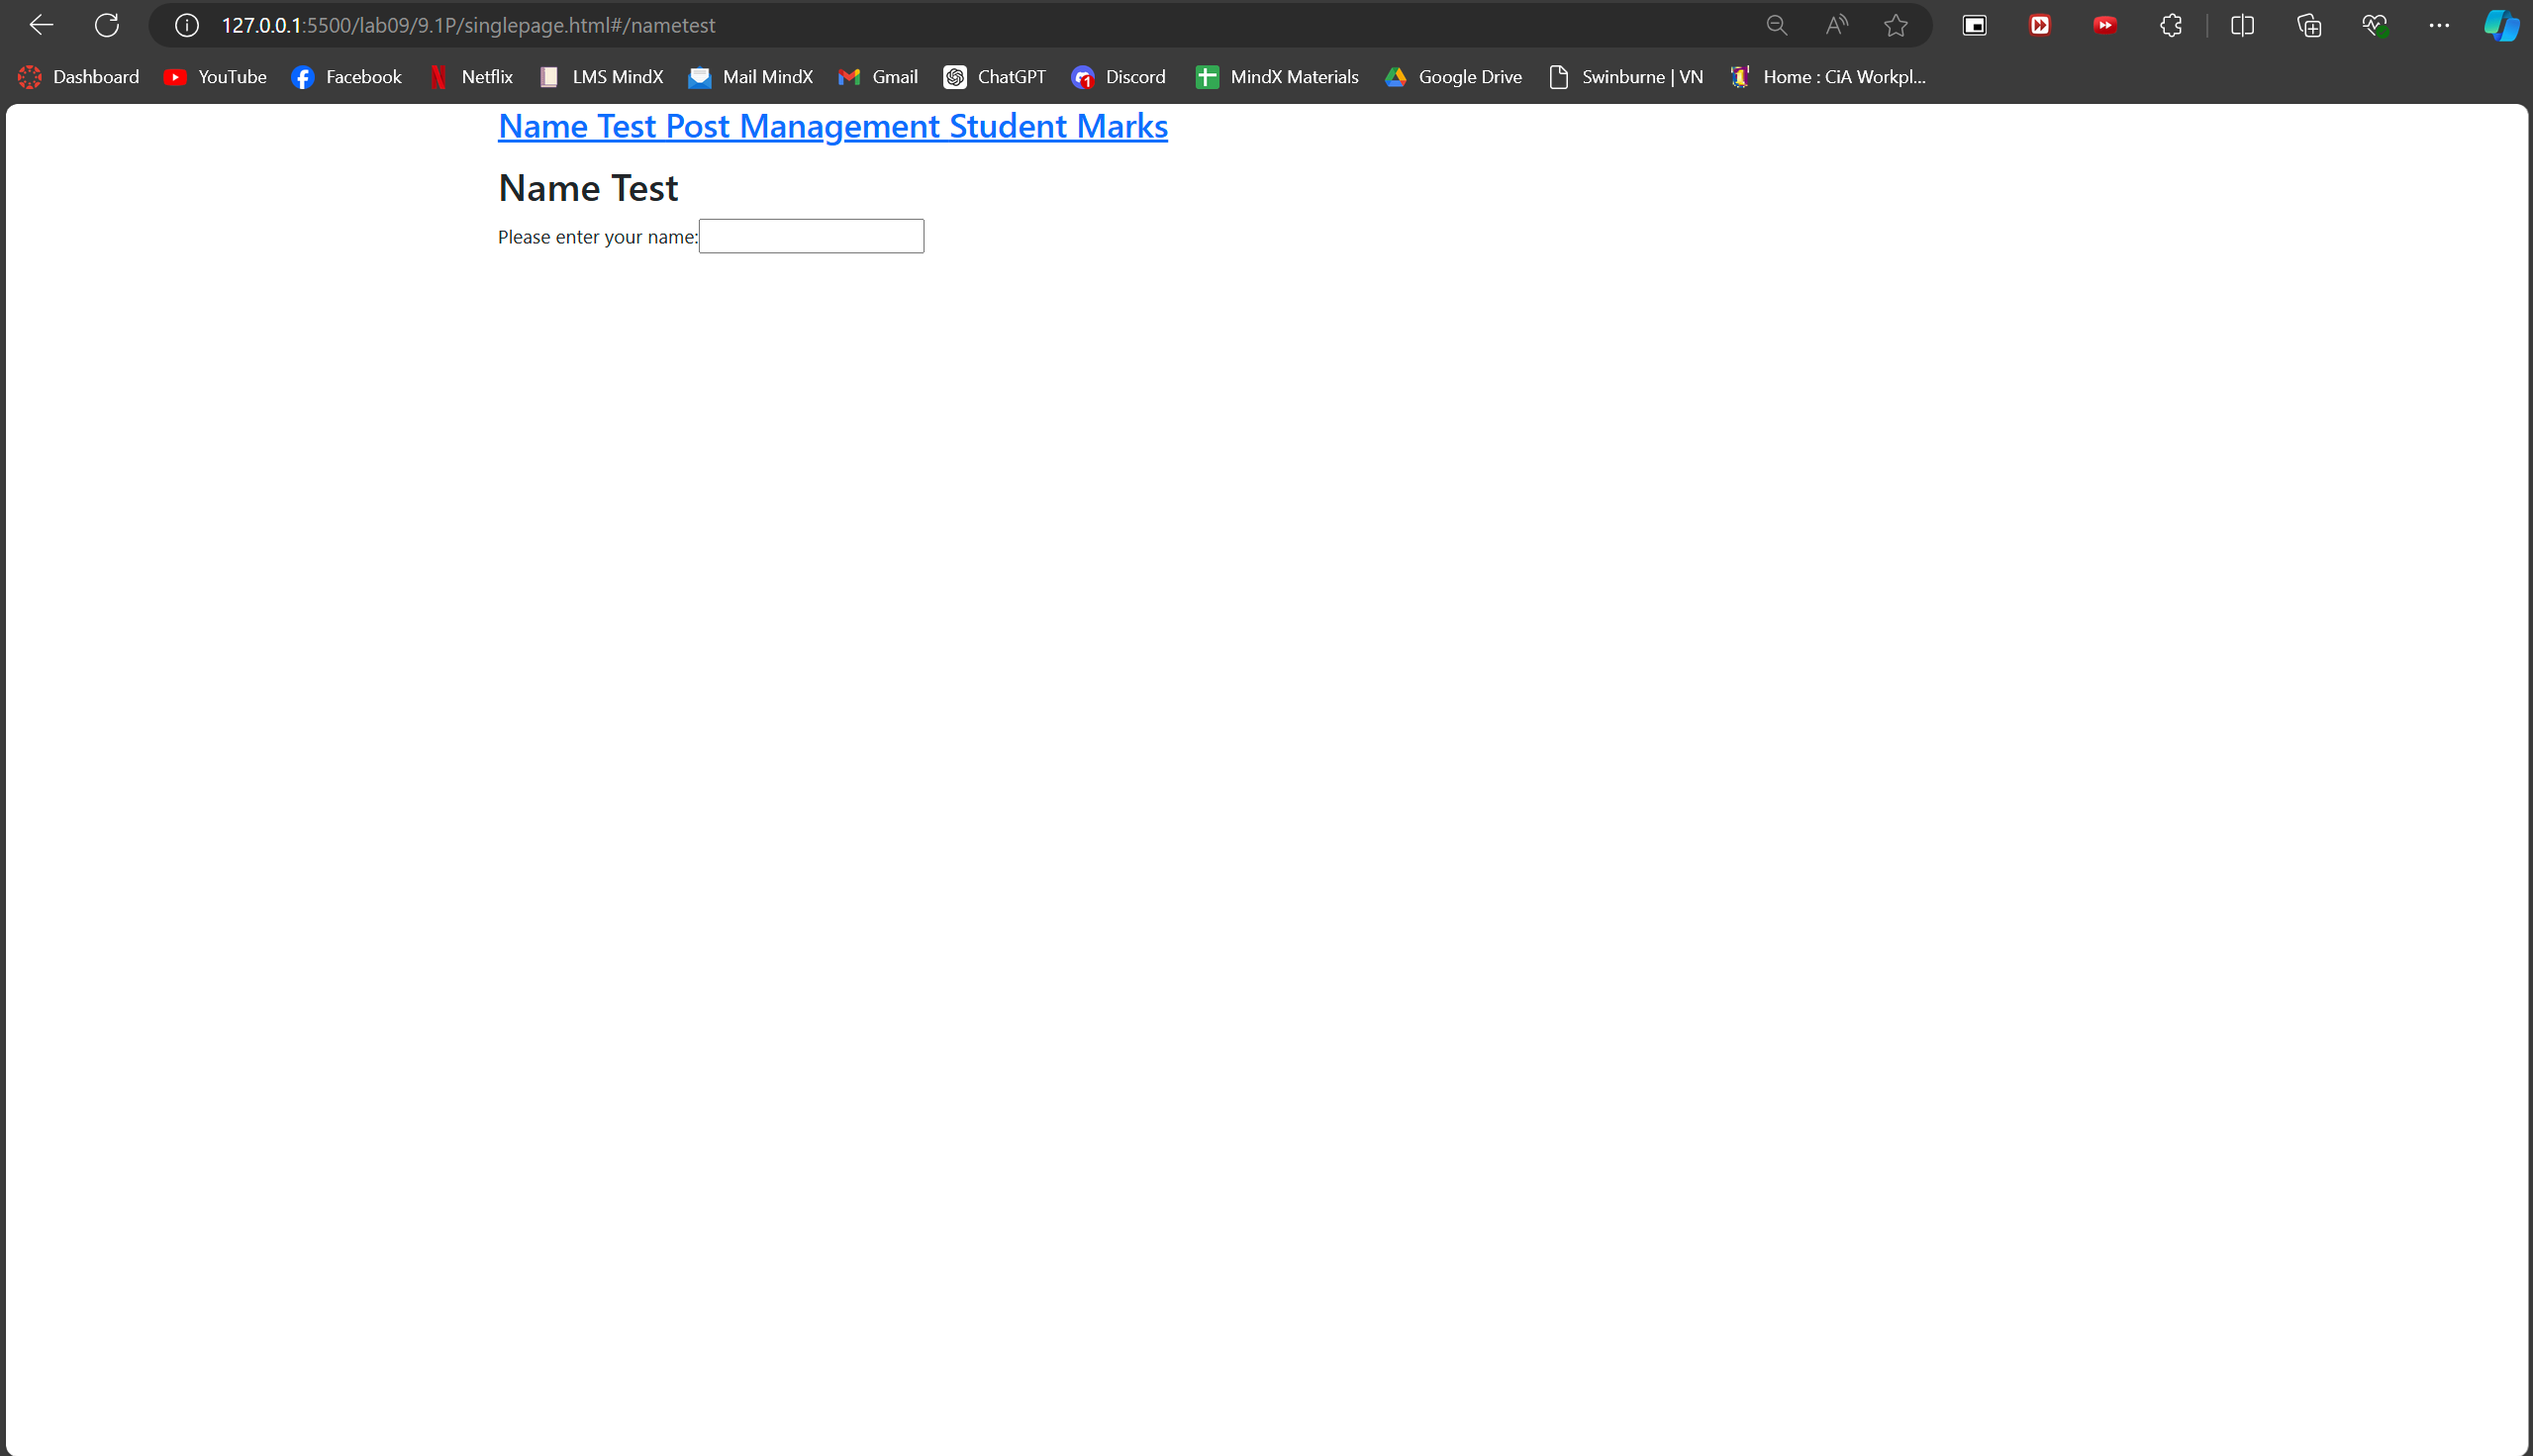 127.0.0.1:5500/lab09/9.1P/singlepage.html#/nametest
Dashboard YouTube Facebook Netflix LMS MindX Mail MindX Gmail ChatGPT Discord MindX Materials Google Drive Swinburne | VN Home : CiA Workpl...
Name Test Post Management Student Marks
Name Test
Please enter your name: